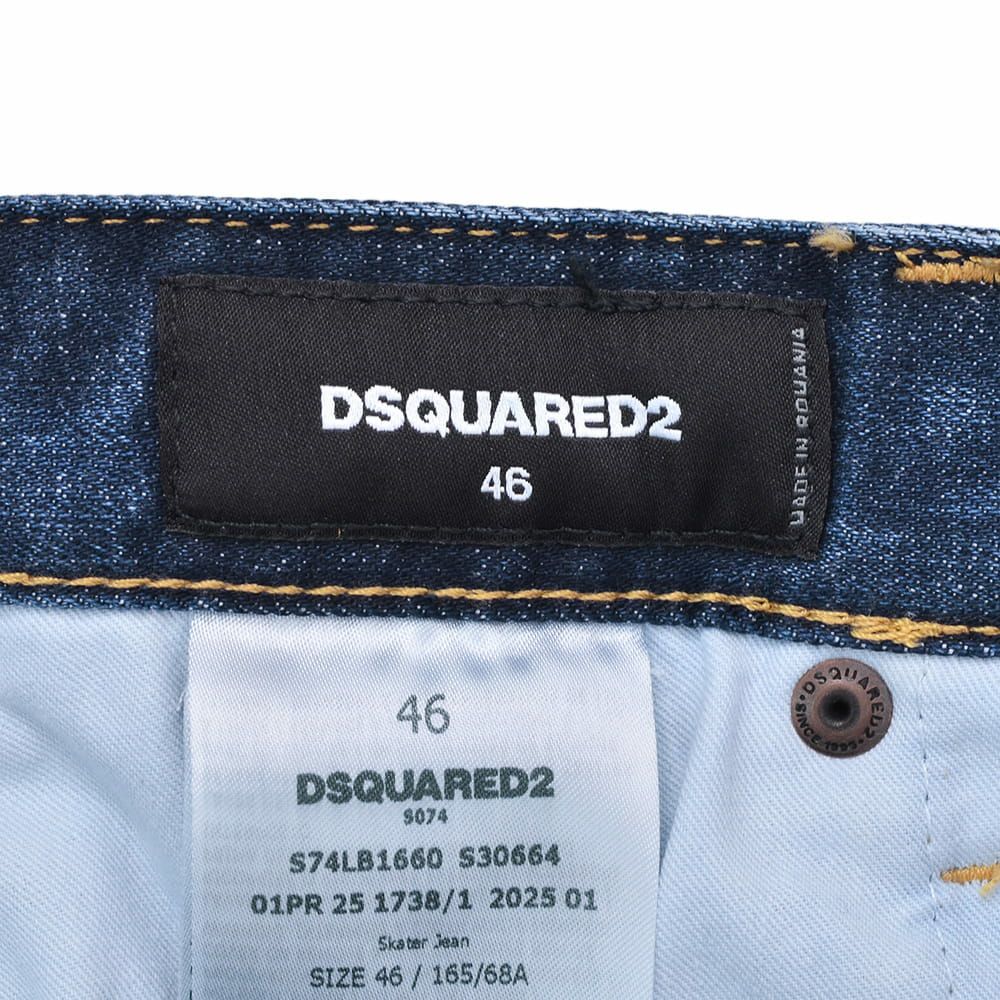 DSQUARED2
46
MADE IN ROMANIA
46
DSQUARED2
S074
S74LB1660 S30664
01PR 25 1738/1 2025 01
Skater Jean
SIZE 46 / 165/68A
·DSQUARED2·
SINCE 1995